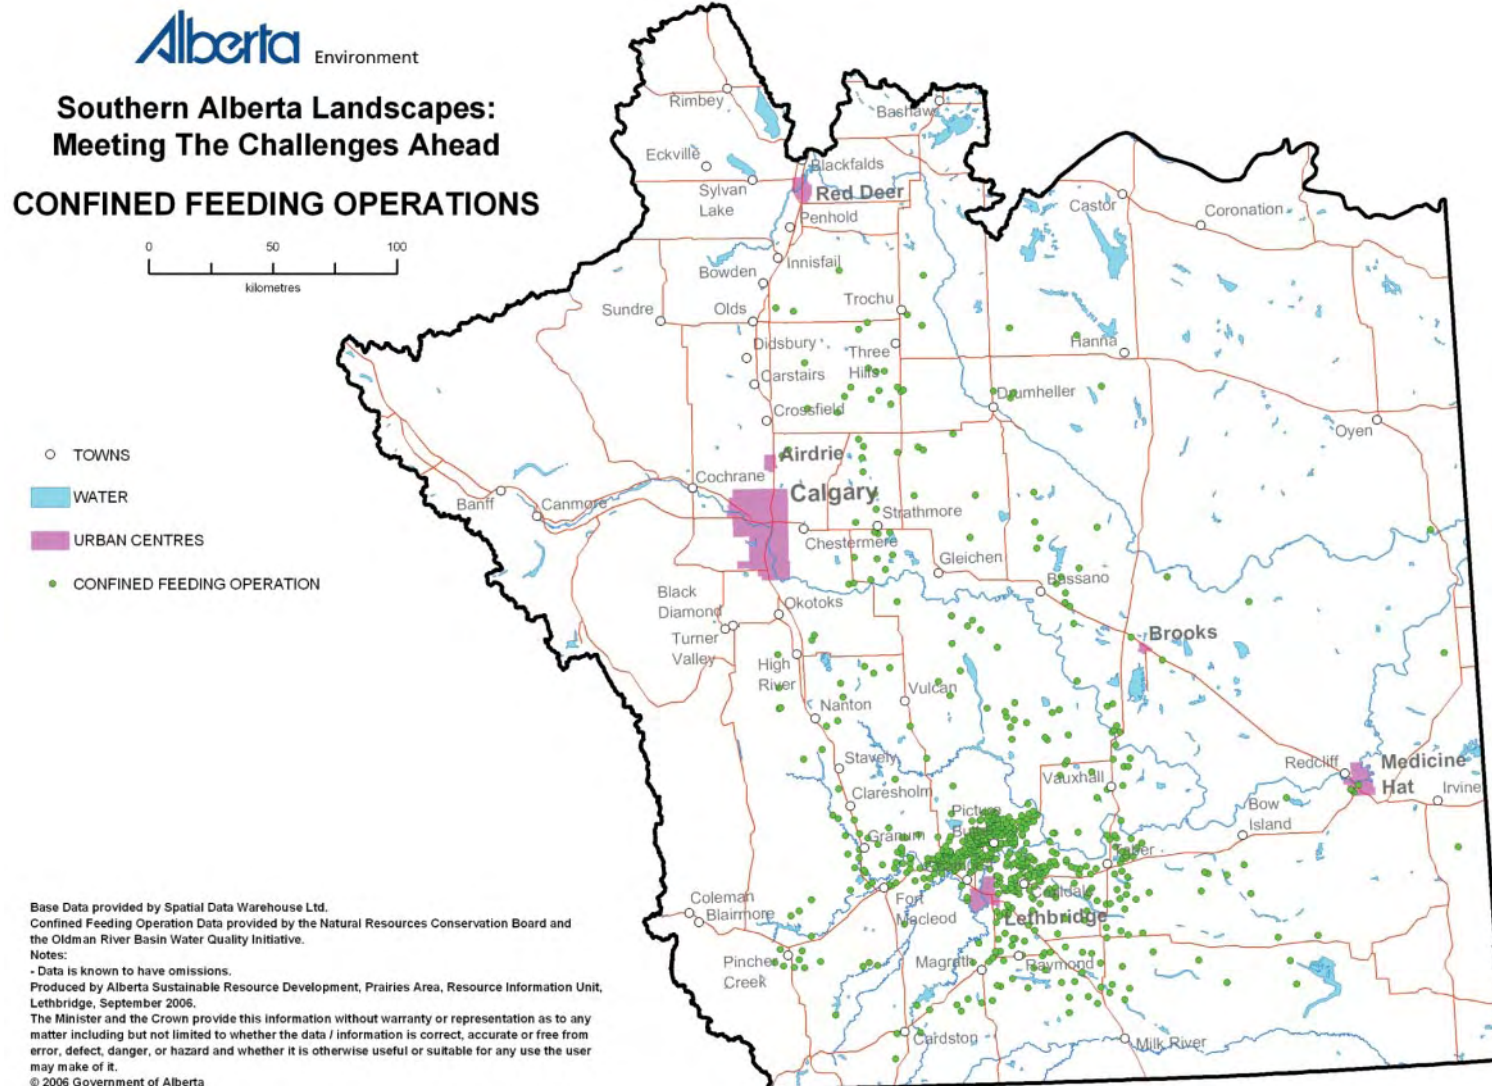 Alberta Environment
Southern Alberta Landscapes:
Meeting The Challenges Ahead
CONFINED FEEDING OPERATIONS
0 50 100
kilometres
TOWNS
WATER
URBAN CENTRES
CONFINED FEEDING OPERATION
Rimbey
Bashaw
Eckville
Blackfalds
Sylvan
Lake
Red Deer
Penhold
Castor
Coronation
Innisfail
Bowden
Sundre
Olds
Trochu
Didsbury
Three
Hills
Hanna
Carstairs
Crossfield
Drumheller
Oyen
Airdrie
Cochrane
Calgary
Banff
Canmore
Strathmore
Chestermere
Gleichen
Bassano
Black
Diamond
Okotoks
Turner
Valley
Brooks
High
River
Vulcan
Nanton
Stavely
Vauxhall
Redcliff
Medicine
Hat
Irvine
Claresholm
Picture
Bow
Island
Granum
Taber
Coaldale
Coleman
Blairmore
Fort
Macleod
Lethbridge
Pincher
Creek
Magrath
Raymond
Cardston
Milk River
Base Data provided by Spatial Data Warehouse Ltd.
Confined Feeding Operation Data provided by the Natural Resources Conservation Board and
the Oldman River Basin Water Quality Initiative.
Notes:
- Data is known to have omissions.
Produced by Alberta Sustainable Resource Development, Prairies Area, Resource Information Unit,
Lethbridge, September 2006.
The Minister and the Crown provide this information without warranty or representation as to any
matter including but not limited to whether the data / information is correct, accurate or free from
error, defect, danger, or hazard and whether it is otherwise useful or suitable for any use the user
may make of it.
© 2006 Government of Alberta